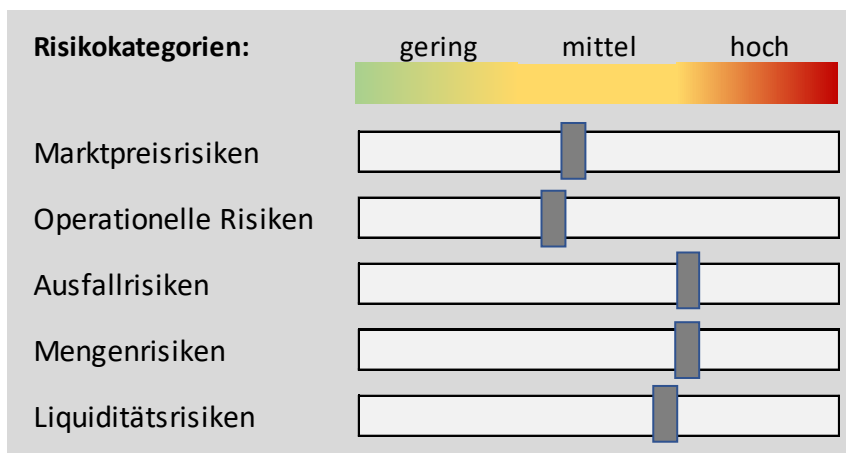 Risikokategorien: gering mittel hoch
Marktpreisrisiken
Operationelle Risiken
Ausfallrisiken
Mengenrisiken
Liquiditätsrisiken